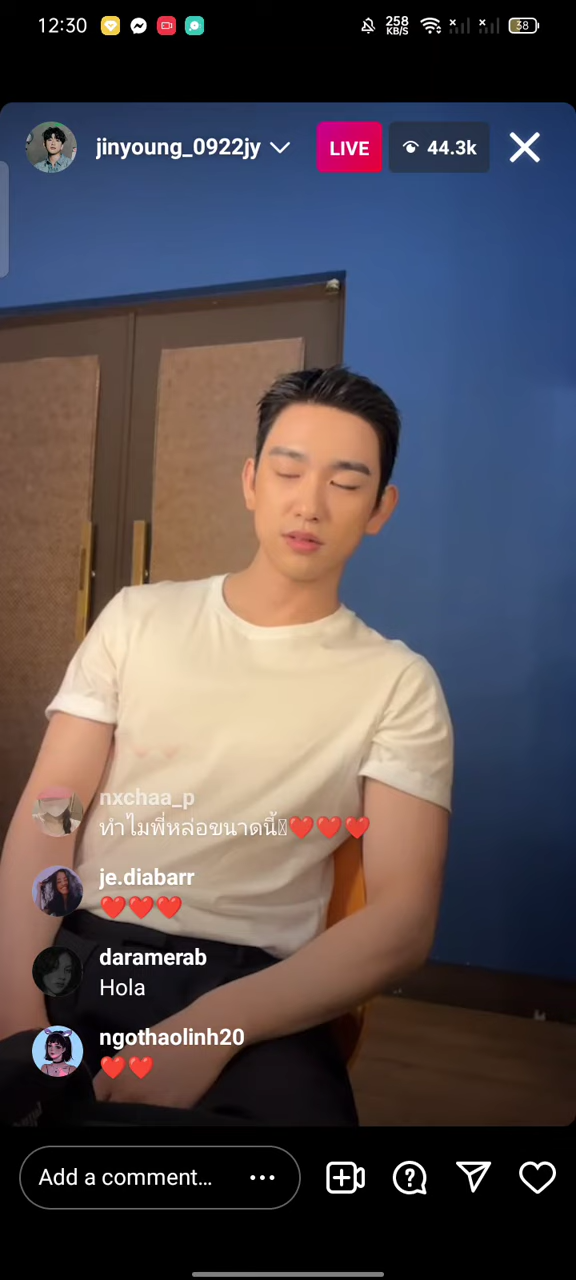 12:30
258
KB/S
38
jinyoung_0922jy
LIVE
44.3k
nxchaa_p
ทำไมพี่หล่อขนาดนี้❤️❤️❤️
je.diabarr
❤️❤️❤️
daramerab
Hola
ngothaolinh20
❤️❤️
Add a comment...